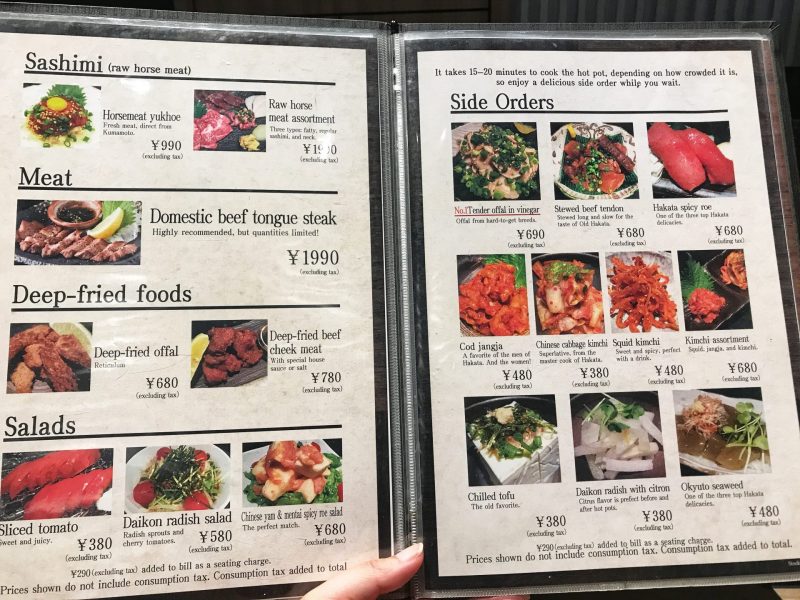 Sashimi (raw horse meat)
Horsemeat yukhoe
Fresh meat, direct from
Kumamoto.
¥990
(excluding tax)
Raw horse
meat assortment
Three types: fatty, regular
sashimi, and neck.
(excluding tax)
Meat
Domestic beef tongue steak
Highly recommended, but quantities limited!
¥1990
(excluding tax)
Deep-fried foods
Deep-fried offal
Reticulum
¥680
(excluding tax)
Deep-fried beef
cheek meat
With special house
sauce or salt
¥780
(excluding tax)
Salads
Sliced tomato
Sweet and juicy.
¥380
(excluding tax)
Daikon radish salad
Radish sprouts and
cherry tomatoes.
¥580
(excluding tax)
Chinese yam & mentai spicy roe salad
The perfect match.
¥680
(excluding tax)
¥290(excluding tax) added to bill as a seating charge.
Prices shown do not include consumption tax. Consumption tax added to total
It takes 15–20 minutes to cook the hot pot, depending on how crowded it is,
so enjoy a delicious side order while you wait.
Side Orders
No.1Tender offal in vinegar
Offal from hard-to-get breeds.
¥690
(excluding tax)
Stewed beef tendon
Stewed long and slow for the
taste of Old Hakata.
¥680
(excluding tax)
Hakata spicy roe
One of the three top Hakata
delicacies.
¥680
(excluding tax)
Cod jangja
A favorite of the men of
Hakata. And the women!
¥480
(excluding tax)
Chinese cabbage kimchi
Superlative, from the
master cook of Hakata.
¥380
(excluding tax)
Squid kimchi
Sweet and spicy, perfect
with a drink.
¥480
(excluding tax)
Kimchi assoriment
Squid, jangja, and kimchi.
¥680
(excluding tax)
Chilled tofu
The old favorite.
¥380
(excluding tax)
Daikon radish with citron
Citrus flavor is prefect before and
after hot pots.
¥380
(excluding tax)
Okyuto seaweed
One of the three top Hakata
delicacies.
¥480
(excluding tax)
¥290(excluding tax) added to bill as a seating charge.
Prices shown do not include consumption tax. Consumption tax added to total.